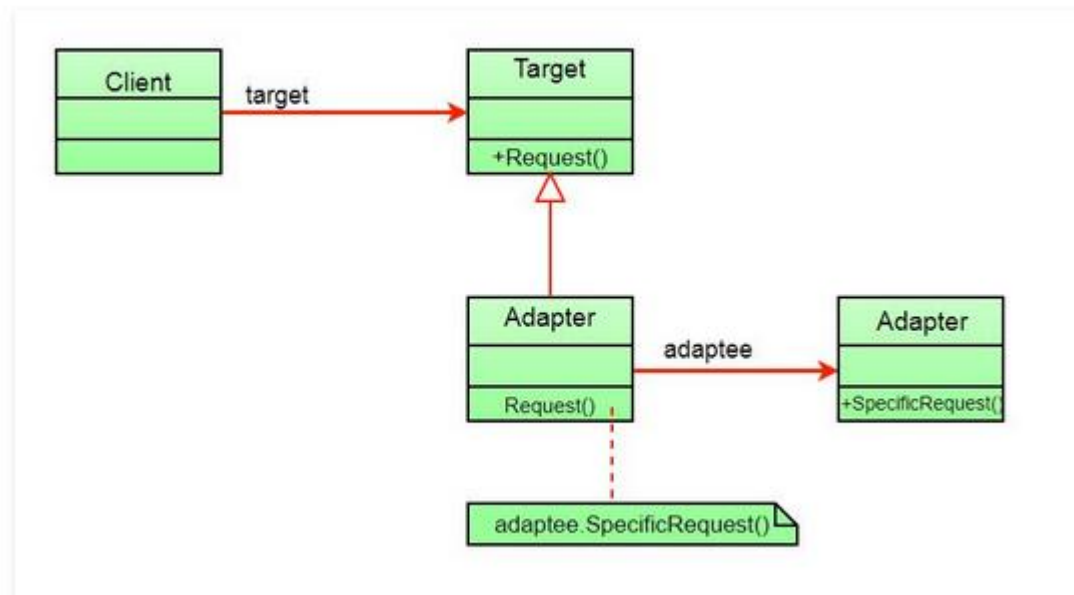 Client
target
Target
+Request()
Adapter
Request()
adaptee
Adapter
+SpecificRequest()
adaptee.SpecificRequest()